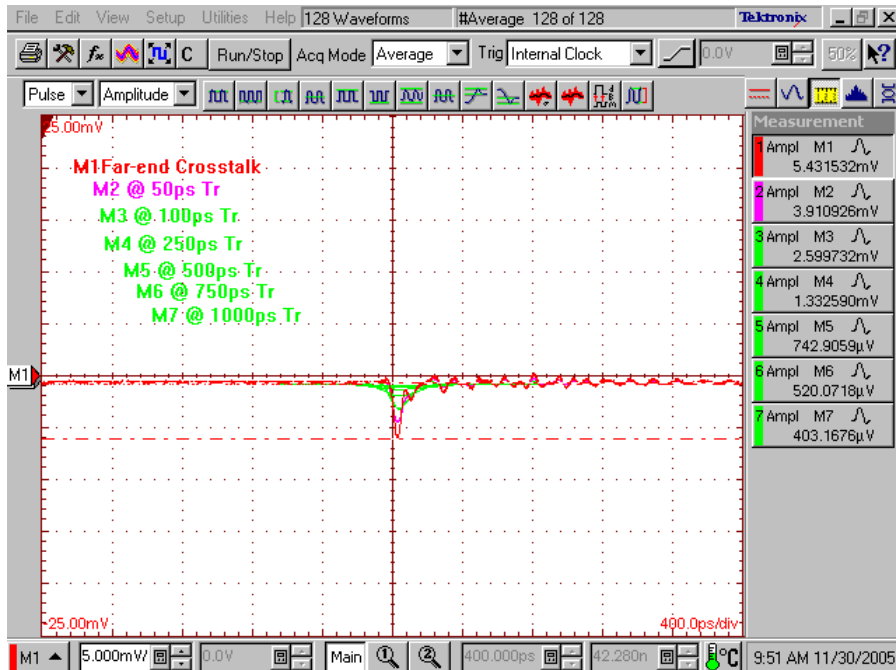 File Edit View Setup Utilities Help 128 Waveforms #Average 128 of 128 Tektronix
C Run/Stop Acq Mode Average Trig Internal Clock 0.0V 50%
Pulse Amplitude
25.00mV
M1Far-end Crosstalk
M2 @ 50ps Tr
M3 @ 100ps Tr
M4 @ 250ps Tr
M5 @ 500ps Tr
M6 @ 750ps Tr
M7 @ 1000ps Tr
M1
-25.00mV
400.0ps/div
Measurement
1 Ampl M1
5.431532mV
2 Ampl M2
3.910926mV
3 Ampl M3
2.599732mV
4 Ampl M4
1.332590mV
5 Ampl M5
742.9059µV
6 Ampl M6
520.0718µV
7 Ampl M7
403.1676µV
M1 5.000mV/ 0.0V Main 1 2 400.000ps 42.280n °C 9:51 AM 11/30/2006